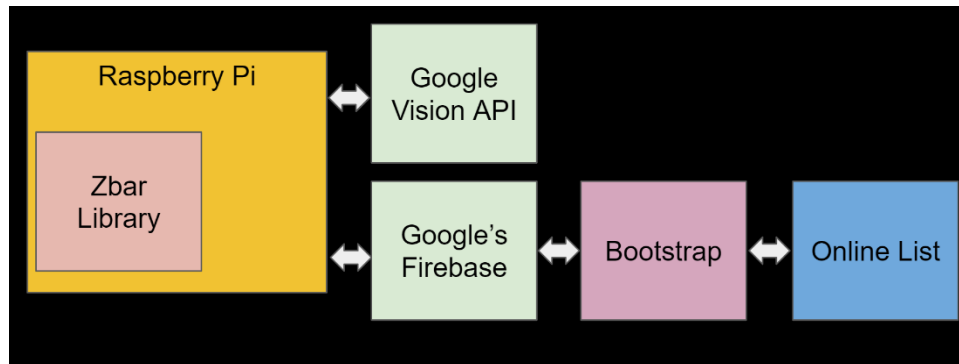 Raspberry Pi
Zbar
Library
Google
Vision API
Google’s
Firebase
Bootstrap
Online List